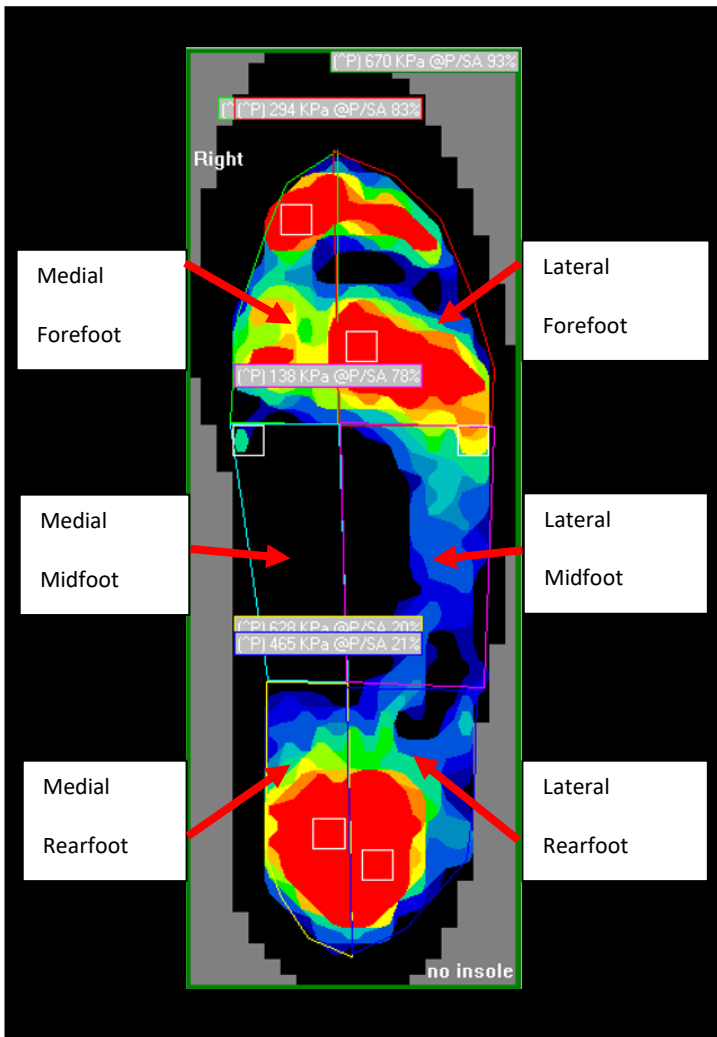 (^P) 670 KPa @P/SA 93%
(^ (^P) 294 KPa @P/SA 83%
Right
Medial
Forefoot
Lateral
Forefoot
(^P) 138 KPa @P/SA 78%
Medial
Midfoot
Lateral
Midfoot
(^P) 628 KPa @P/SA 20%
(^P) 465 KPa @P/SA 21%
Medial
Rearfoot
Lateral
Rearfoot
no insole